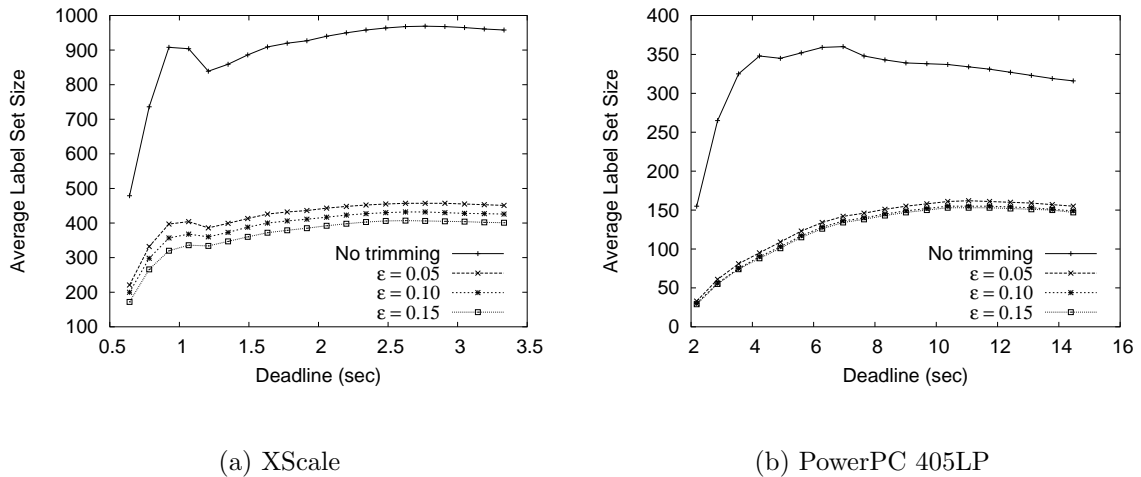 1000
900
800
700
600
500
400
300
200
100
Average Label Set Size
No trimming
ε = 0.05
ε = 0.10
ε = 0.15
0.5 1 1.5 2 2.5 3 3.5
Deadline (sec)
(a) XScale
400
350
300
250
200
150
100
50
0
Average Label Set Size
No trimming
ε = 0.05
ε = 0.10
ε = 0.15
2 4 6 8 10 12 14 16
Deadline (sec)
(b) PowerPC 405LP